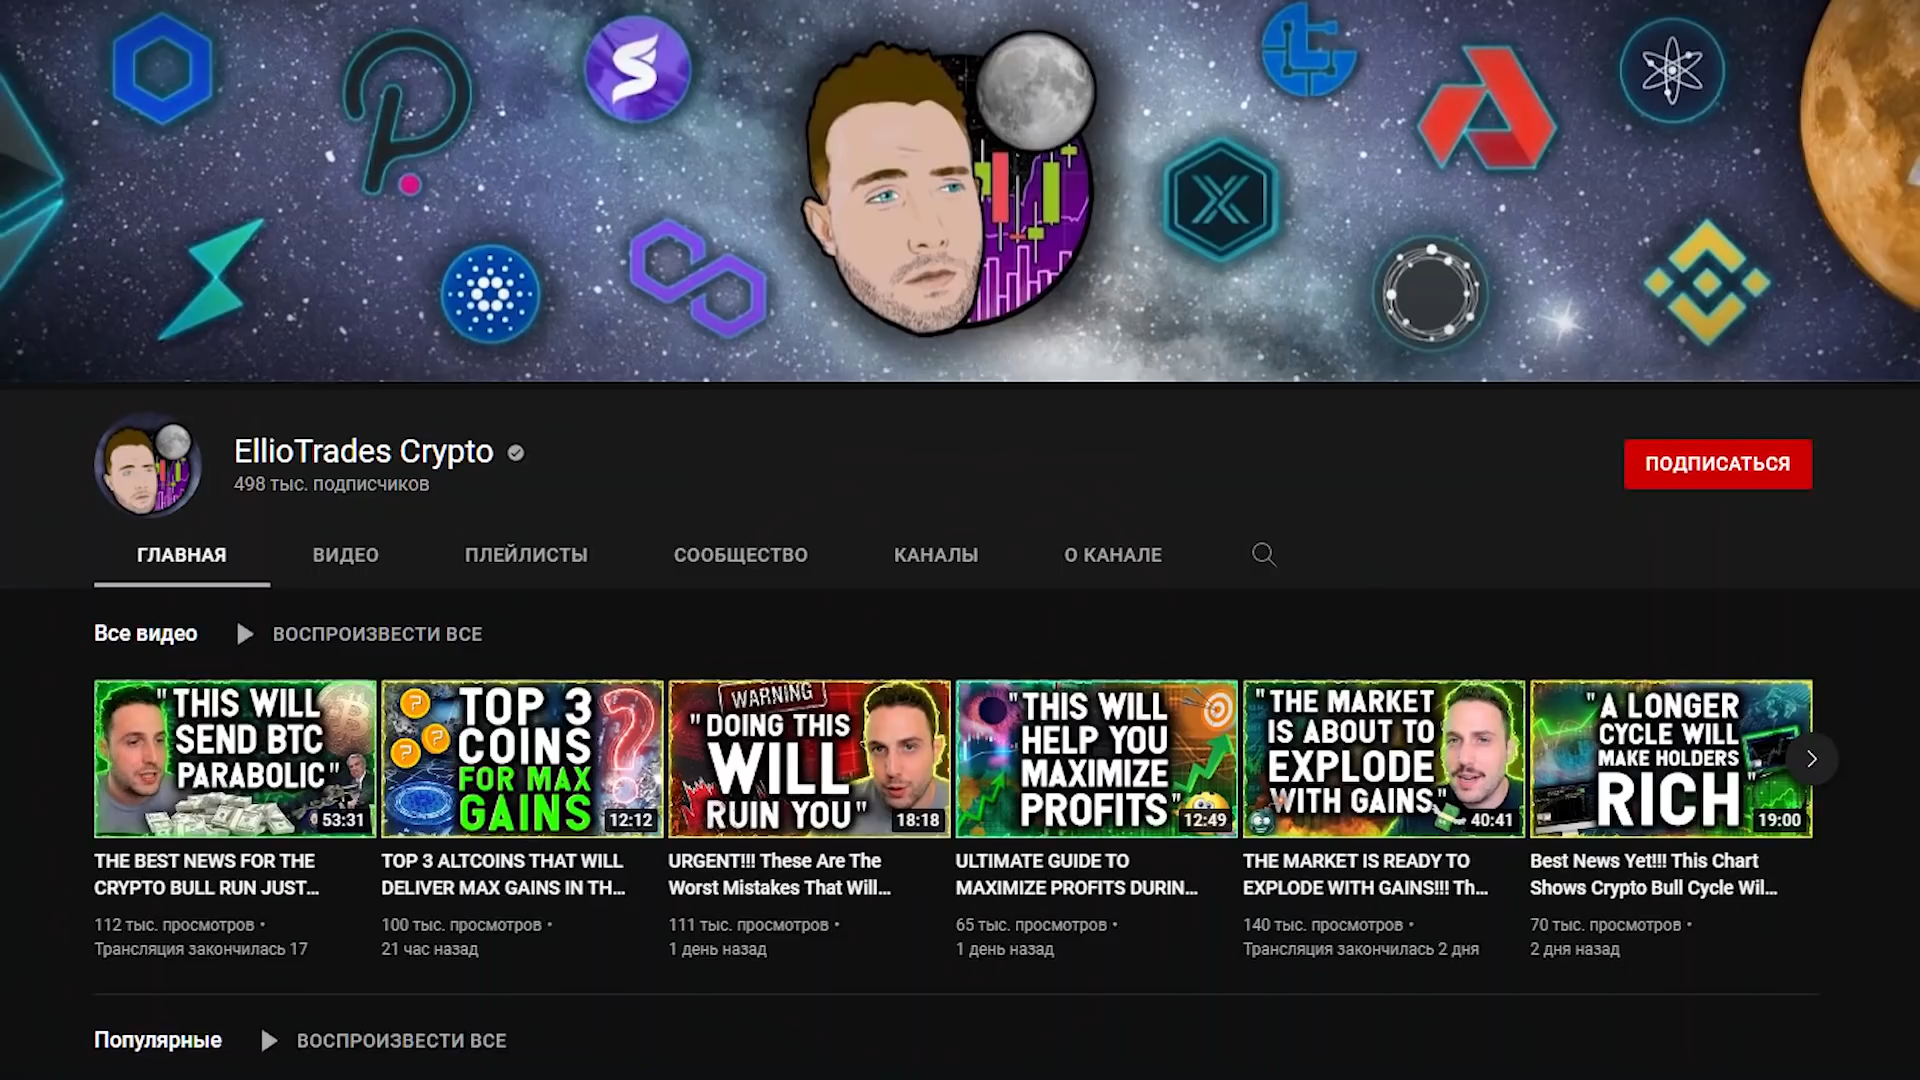 EllioTrades Crypto
498 тыс. подписчиков
ПОДПИСАТЬСЯ
ГЛАВНАЯ
ВИДЕО
ПЛЕЙЛИСТЫ
СООБЩЕСТВО
КАНАЛЫ
О КАНАЛЕ
Все видео
ВОСПРОИЗВЕСТИ ВСЕ
"THIS WILL
SEND BTC
PARABOLIC"
53:31
THE BEST NEWS FOR THE
CRYPTO BULL RUN JUST...
112 тыс. просмотров •
Трансляция закончилась 17
TOP 3
COINS
FOR MAX
GAINS
12:12
TOP 3 ALTCOINS THAT WILL
DELIVER MAX GAINS IN TH...
100 тыс. просмотров •
21 час назад
WARNING
"DOING THIS
WILL
RUIN YOU"
18:18
URGENT!!! These Are The
Worst Mistakes That Will...
111 тыс. просмотров •
1 день назад
"THIS WILL
HELP YOU
MAXIMIZE
PROFITS"
12:49
ULTIMATE GUIDE TO
MAXIMIZE PROFITS DURIN...
65 тыс. просмотров •
1 день назад
"THE MARKET
IS ABOUT TO
EXPLODE
WITH GAINS"
40:41
THE MARKET IS READY TO
EXPLODE WITH GAINS!!! Th...
140 тыс. просмотров •
Трансляция закончилась 2 дня
"A LONGER
CYCLE WILL
MAKE HOLDERS
RICH"
19:00
Best News Yet!!! This Chart
Shows Crypto Bull Cycle Wil...
70 тыс. просмотров •
2 дня назад
Популярные
ВОСПРОИЗВЕСТИ ВСЕ